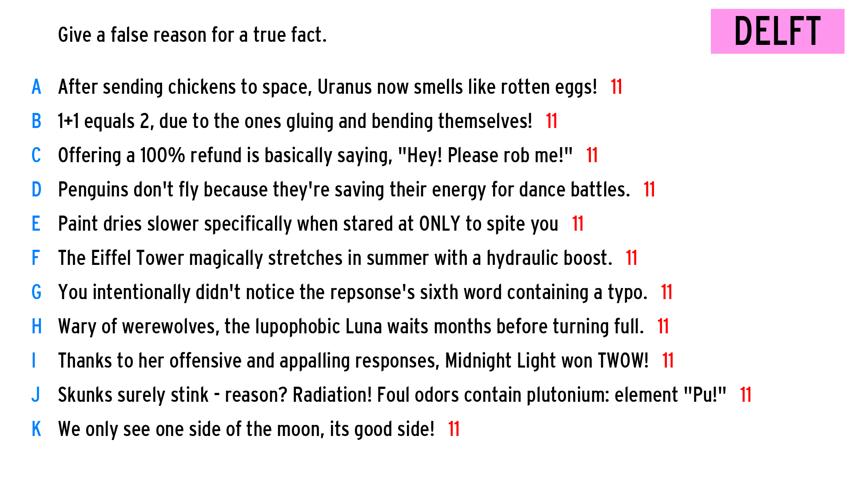 Give a false reason for a true fact.
DELFT
A After sending chickens to space, Uranus now smells like rotten eggs! 11
B 1+1 equals 2, due to the ones gluing and bending themselves! 11
C Offering a 100% refund is basically saying, "Hey! Please rob me!" 11
D Penguins don't fly because they're saving their energy for dance battles. 11
E Paint dries slower specifically when stared at ONLY to spite you 11
F The Eiffel Tower magically stretches in summer with a hydraulic boost. 11
G You intentionally didn't notice the repsonse's sixth word containing a typo. 11
H Wary of werewolves, the lupophobic Luna waits months before turning full. 11
I Thanks to her offensive and appalling responses, Midnight Light won TWOW! 11
J Skunks surely stink - reason? Radiation! Foul odors contain plutonium: element "Pu!" 11
K We only see one side of the moon, its good side! 11